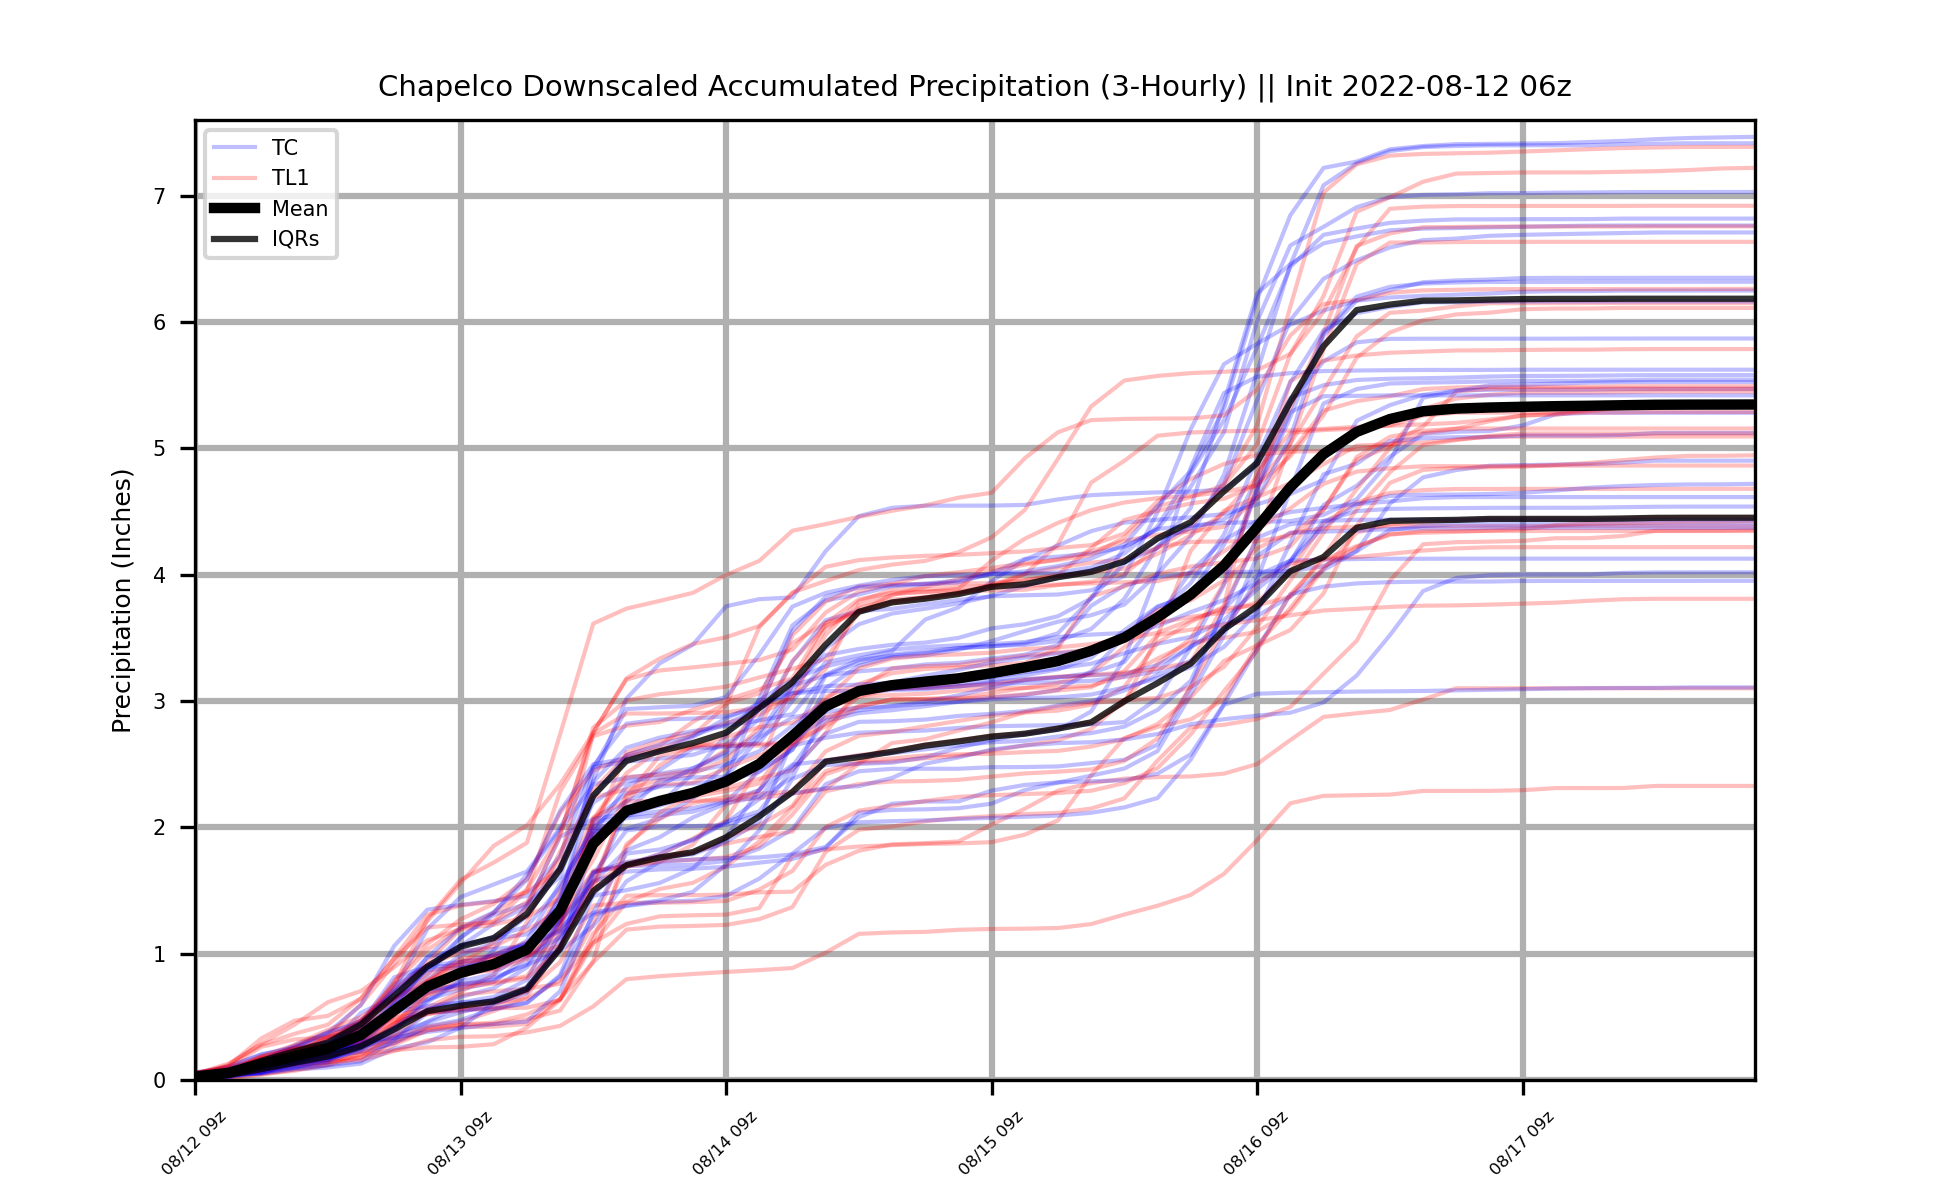 Chapelco Downscaled Accumulated Precipitation (3-Hourly) || Init 2022-08-12 06z
TC
TL1
Mean
IQRs
Precipitation (Inches)
7
6
5
4
3
2
1
0
08/12 09z
08/13 09z
08/14 09z
08/15 09z
08/16 09z
08/17 09z